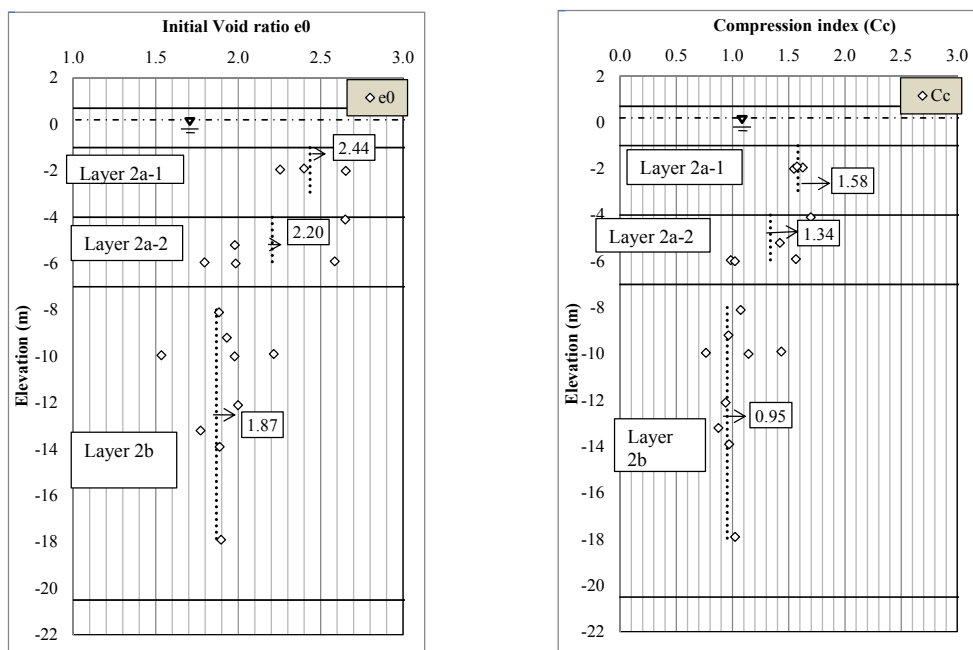 Initial Void ratio e0
1.0 1.5 2.0 2.5 3.0
2
e0
0
2.44
Layer 2a-1
-2
-4
2.20
Layer 2a-2
-6
-8
-10
-12
1.87
Layer 2b
-14
-16
-18
-20
-22
Elevation (m)
Compression index (Cc)
0.0 0.5 1.0 1.5 2.0 2.5 3.0
2
Cc
0
Layer 2a-1
-2
1.58
-4
Layer 2a-2
1.34
-6
-8
-10
-12
0.95
Layer
2b
-14
-16
-18
-20
-22
Elevation (m)